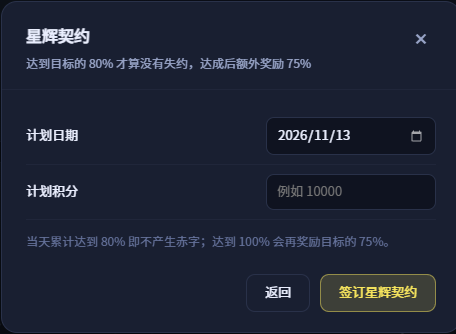 星辉契约
达到目标的 80% 才算没有失约，达成后额外奖励 75%
计划日期
2026/11/13
计划积分
例如 10000
当天累计达到 80% 即不产生赤字；达到 100% 会再奖励目标的 75%。
返回
签订星辉契约